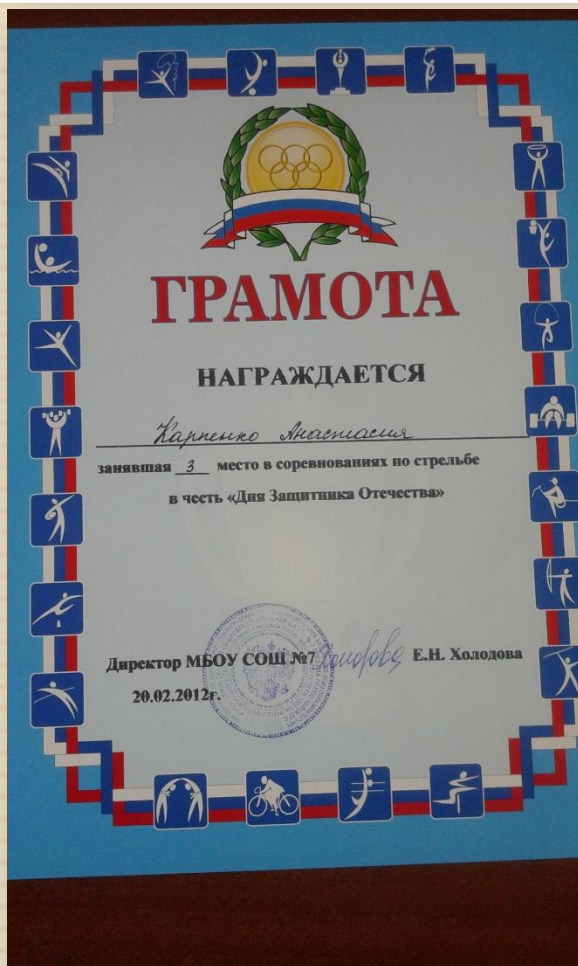 ГРАМОТА
НАГРАЖДАЕТСЯ
Карпенко Анастасия
занявшая 3 место в соревнованиях по стрельбе
в честь «Дня Защитника Отечества»
Директор МБОУ СОШ №7 Е.Н. Холодова
20.02.2012г.